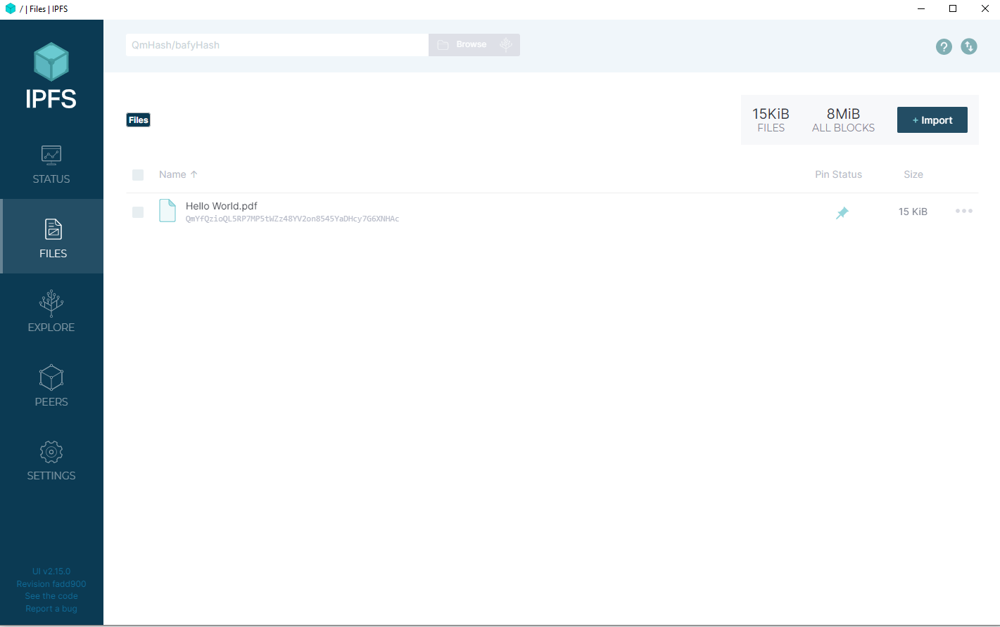 / | Files | IPFS
IPFS
STATUS
FILES
EXPLORE
PEERS
SETTINGS
UI v2.15.0
Revision fadd900
See the code
Report a bug
QmHash/bafyHash
Browse
?
Files
15KiB
FILES
8MiB
ALL BLOCKS
+ Import
Name ↑
Pin Status
Size
Hello World.pdf
QmYfQzioQL5RP7MP5tWZz48YV2on8545YaDHcy7G6XNHAc
15 KiB